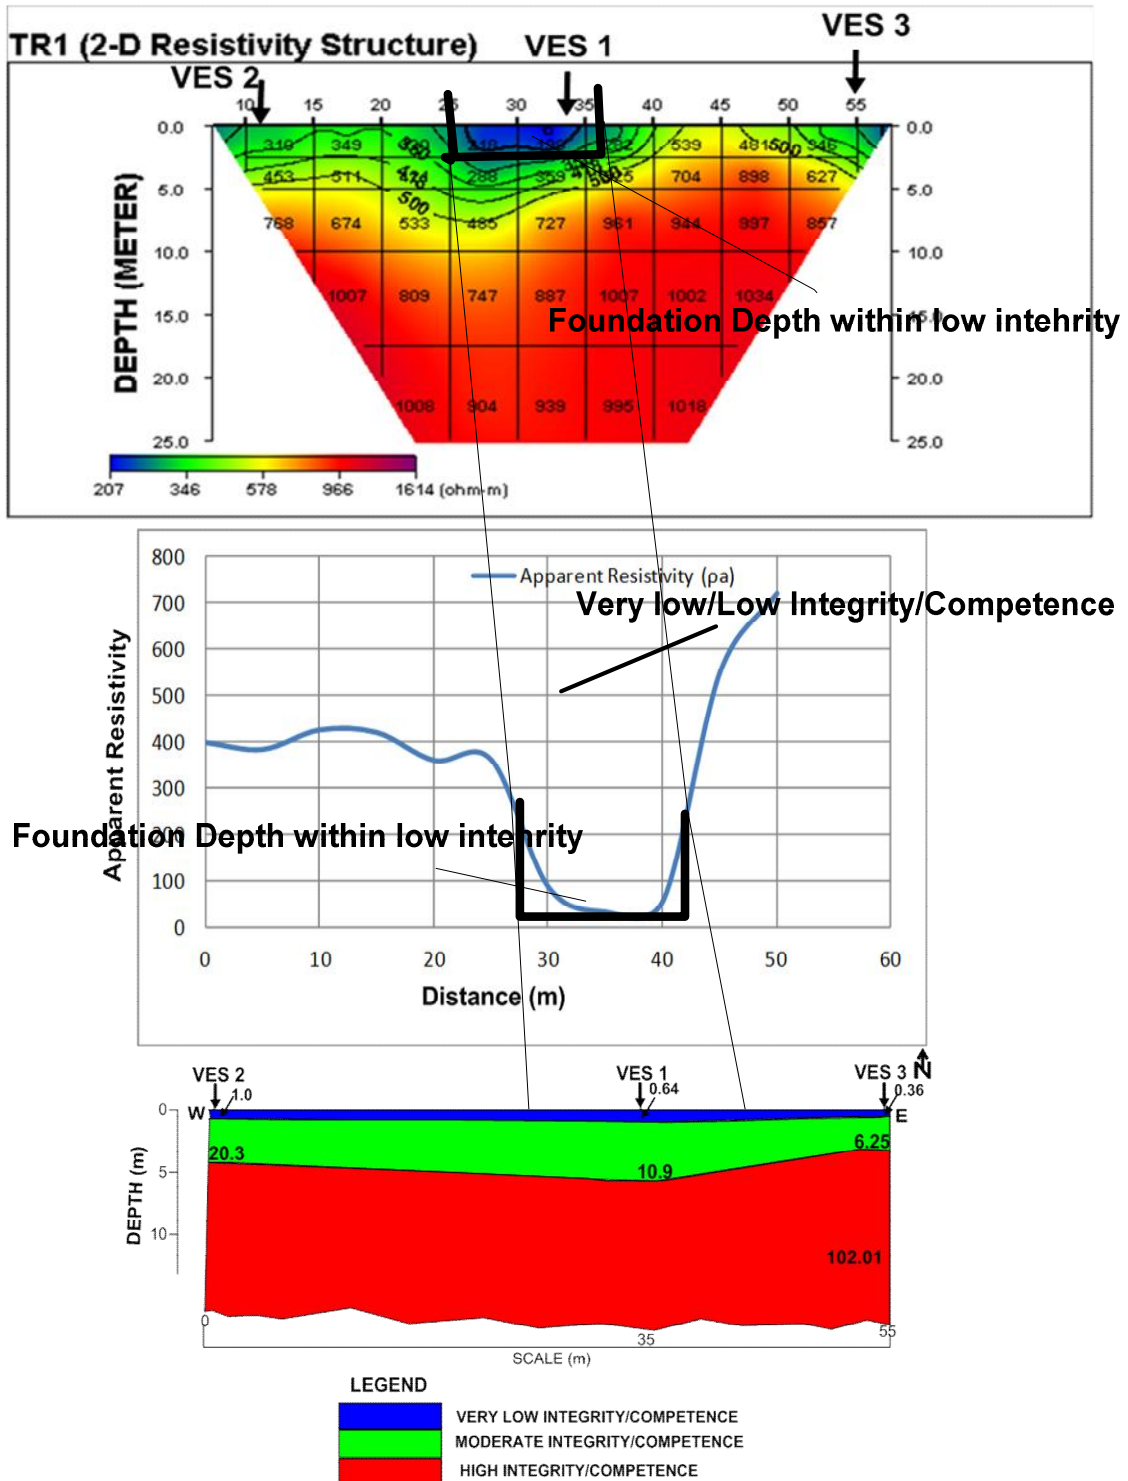 TR1 (2-D Resistivity Structure)
VES 1
VES 3
VES 2
10 15 20 25 30 35 40 45 50 55
0.0 0.0
318 349 539 481 500 346
453 511 424 288 359 500 704 898 627
5.0 5.0
500
768 674 533 485 727 961 944 997 857
10.0 10.0
1007 809 747 887 1007 1002 1034
Foundation Depth within low intehrity
15.0
20.0 20.0
1008 904 939 995 1018
25.0 25.0
DEPTH (METER)
207 346 578 966 1614 (ohm-m)
800
Apparent Resistivity (ρa)
Very low/Low Integrity/Competence
700
600
500
400
300
Foundation Depth within low intehrity
200
100
0
Apparent Resistivity
0 10 20 30 40 50 60
Distance (m)
N
VES 2 VES 1 VES 3
1.0 0.64 0.36
0
W E
20.3 10.9 6.25
5
10
102.01
DEPTH (m)
0 35 55
SCALE (m)
LEGEND
VERY LOW INTEGRITY/COMPETENCE
MODERATE INTEGRITY/COMPETENCE
HIGH INTEGRITY/COMPETENCE